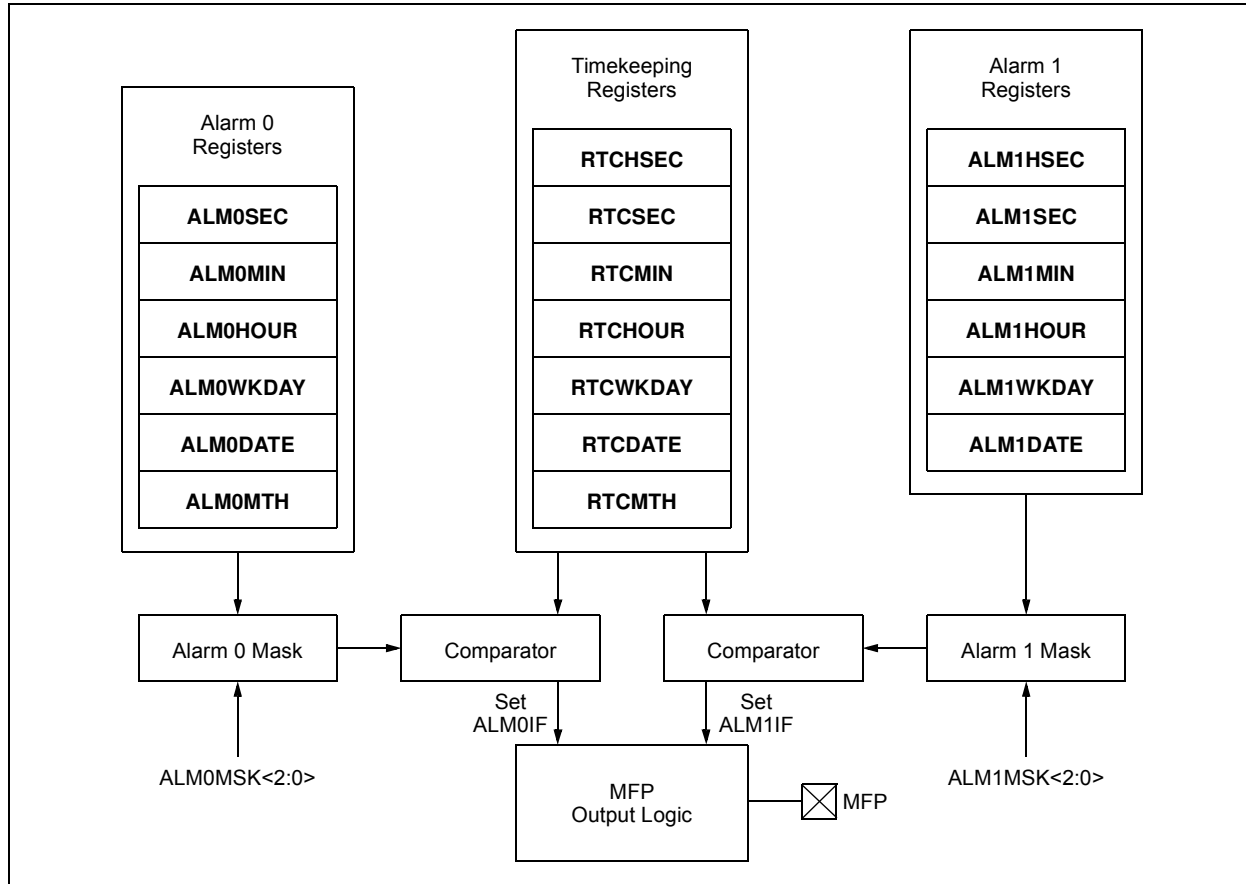 Alarm 0
Registers
ALM0SEC
ALM0MIN
ALM0HOUR
ALM0WKDAY
ALM0DATE
ALM0MTH
Timekeeping
Registers
RTCHSEC
RTCSEC
RTCMIN
RTCHOUR
RTCWKDAY
RTCDATE
RTCMTH
Alarm 1
Registers
ALM1HSEC
ALM1SEC
ALM1MIN
ALM1HOUR
ALM1WKDAY
ALM1DATE
Alarm 0 Mask
Comparator
Comparator
Alarm 1 Mask
Set
ALM0IF
Set
ALM1IF
ALM0MSK<2:0>
MFP
Output Logic
MFP
ALM1MSK<2:0>